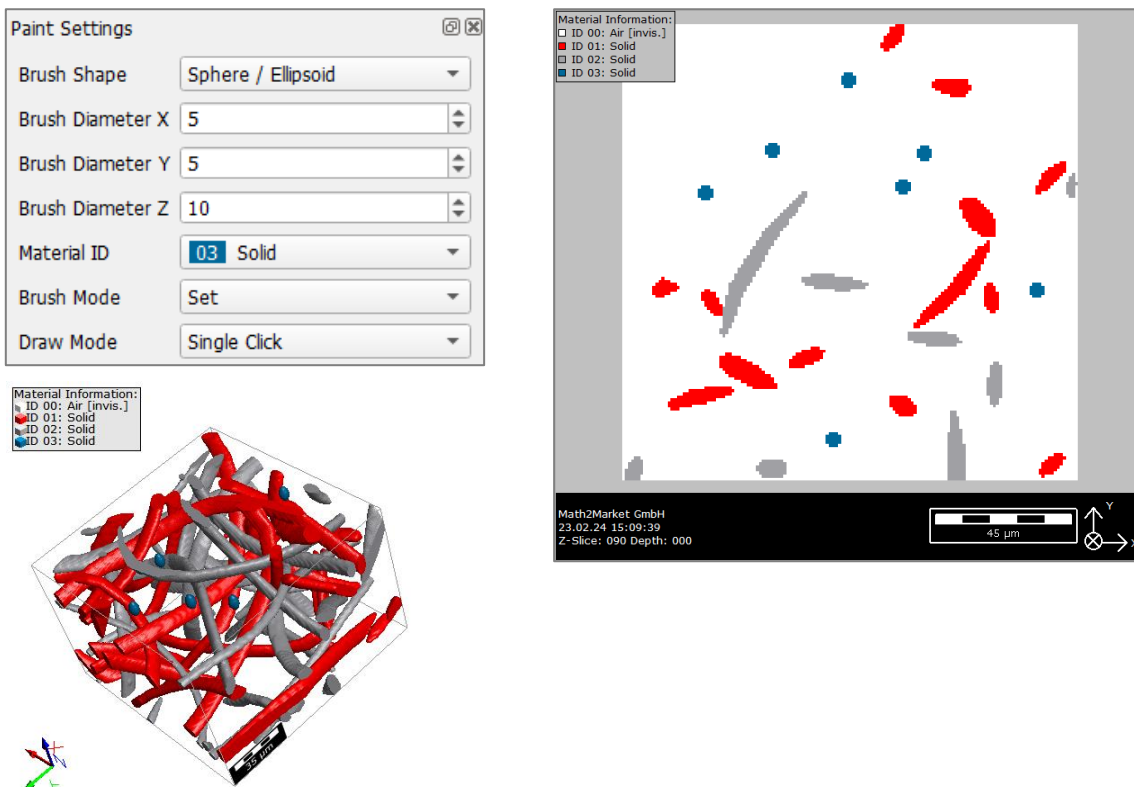 Paint Settings
Brush Shape Sphere / Ellipsoid
Brush Diameter X 5
Brush Diameter Y 5
Brush Diameter Z 10
Material ID 03 Solid
Brush Mode Set
Draw Mode Single Click
Material Information:
ID 00: Air [invis.]
ID 01: Solid
ID 02: Solid
ID 03: Solid
35 µm
Material Information:
ID 00: Air [invis.]
ID 01: Solid
ID 02: Solid
ID 03: Solid
Math2Market GmbH
23.02.24 15:09:39
Z-Slice: 090 Depth: 000
45 µm
Y
X